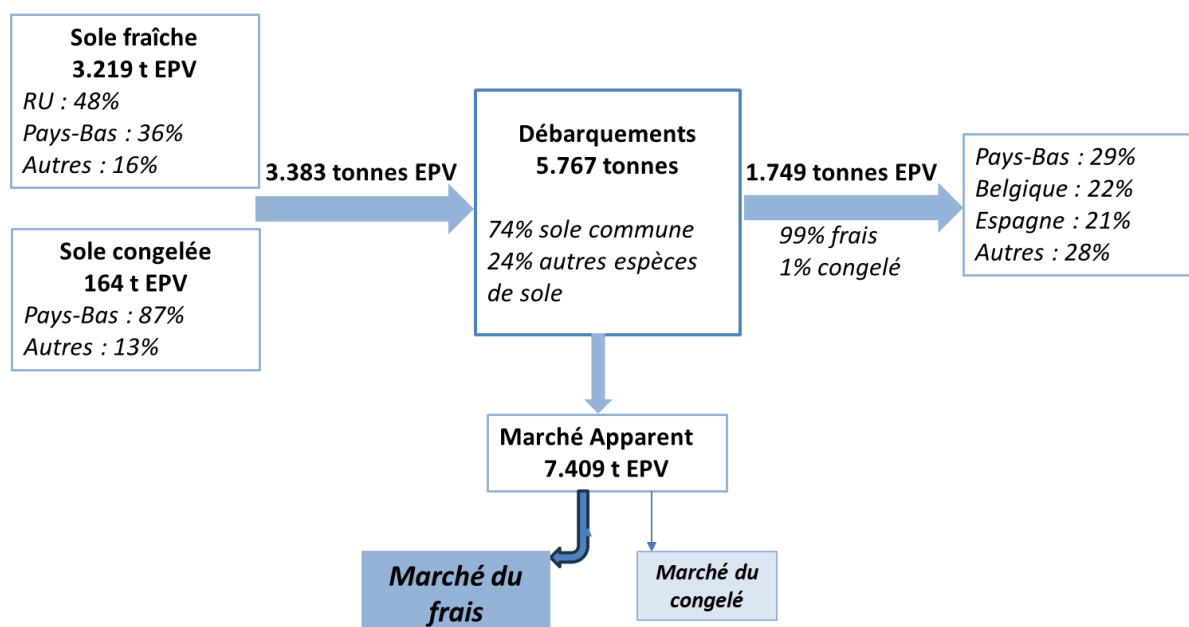 Sole fraîche
3.219 t EPV
RU : 48%
Pays-Bas : 36%
Autres : 16%
Sole congelée
164 t EPV
Pays-Bas : 87%
Autres : 13%
3.383 tonnes EPV
Débarquements
5.767 tonnes
74% sole commune
24% autres espèces
de sole
1.749 tonnes EPV
99% frais
1% congelé
Pays-Bas : 29%
Belgique : 22%
Espagne : 21%
Autres : 28%
Marché Apparent
7.409 t EPV
Marché du
frais
Marché du
congelé